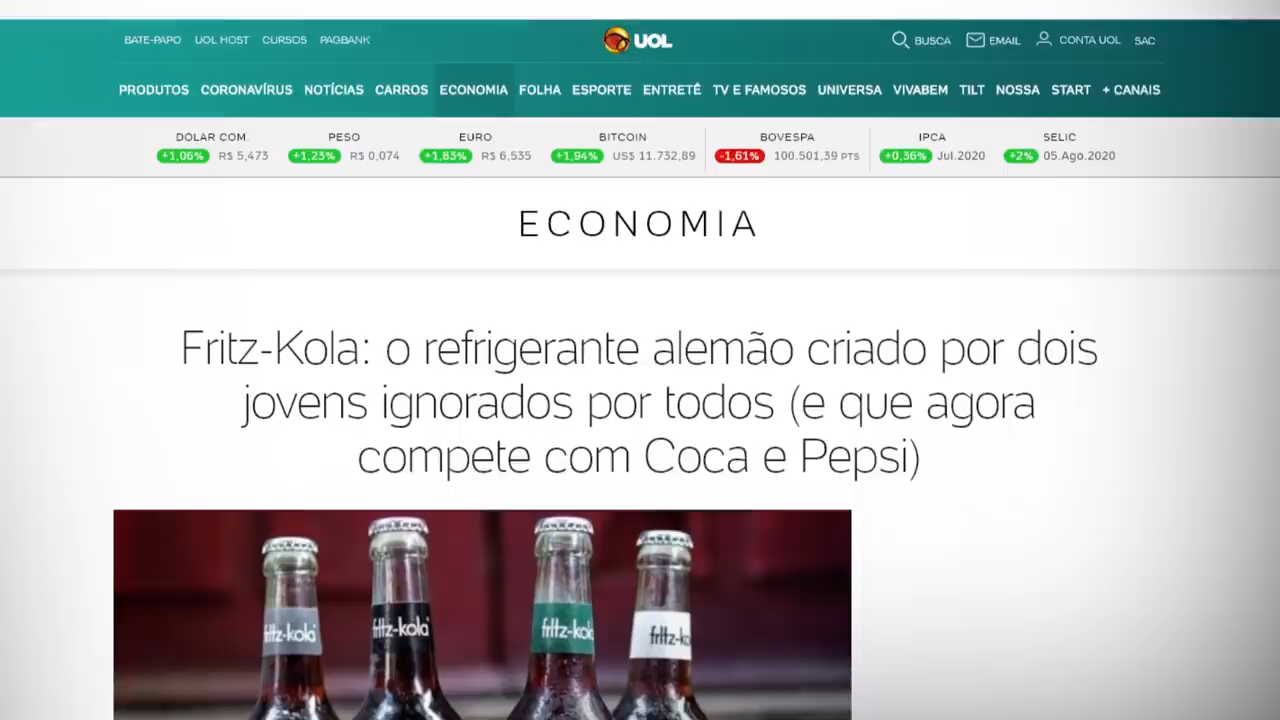 BATE-PAPO UOL HOST CURSOS PAGBANK UOL BUSCA EMAIL CONTA UOL SAC
PRODUTOS CORONAVÍRUS NOTÍCIAS CARROS ECONOMIA FOLHA ESPORTE ENTRETÊ TV E FAMOSOS UNIVERSA VIVABEM TILT NOSSA START + CANAIS
DÓLAR COM. PESO EURO BITCOIN BOVESPA IPCA SELIC
+1,06% R$ 5,473 +1,23% R$ 0,074 +1,83% R$ 6,535 +1,94% US$ 11.732,89 -1,61% 100.501,39 PTS +0,36% Jul.2020 +2% 05.Ago.2020
ECONOMIA
Fritz-Kola: o refrigerante alemão criado por dois
jovens ignorados por todos (e que agora
compete com Coca e Pepsi)
fritz-kola fritz-kola fritz-kola fritz-kola